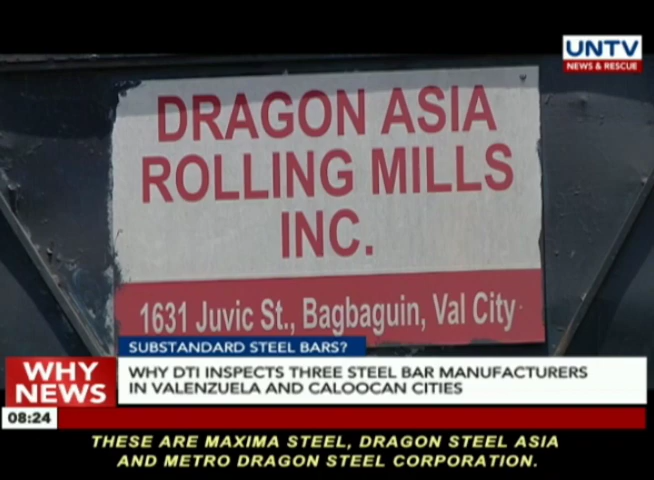 UNTV
NEWS & RESCUE
DRAGON ASIA
ROLLING MILLS
INC.
1631 Juvic St., Bagbaguin, Val City
SUBSTANDARD STEEL BARS?
WHY
NEWS
WHY DTI INSPECTS THREE STEEL BAR MANUFACTURERS
IN VALENZUELA AND CALOOCAN CITIES
08:24
THESE ARE MAXIMA STEEL, DRAGON STEEL ASIA
AND METRO DRAGON STEEL CORPORATION.